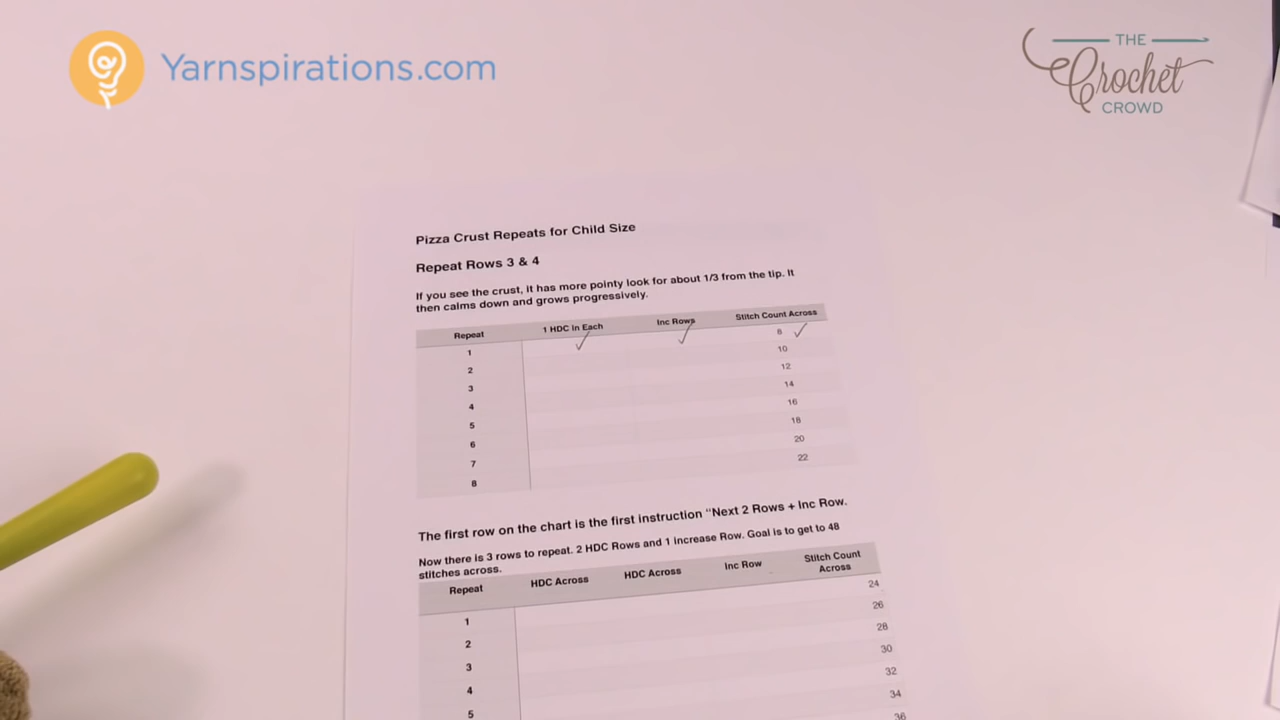 Yarnspirations.com
THE
Crochet
CROWD
Pizza Crust Repeats for Child Size
Repeat Rows 3 & 4
If you see the crust, it has more pointy look for about 1/3 from the tip. It
then calms down and grows progressively.
Repeat 1 HDC In Each Inc Rows Stitch Count Across
1 8
2 10
3 12
4 14
5 16
6 18
7 20
8 22
The first row on the chart is the first instruction "Next 2 Rows + Inc Row.
Now there is 3 rows to repeat. 2 HDC Rows and 1 increase Row. Goal is to get to 48
stitches across.
Repeat HDC Across HDC Across Inc Row Stitch Count
Across
1 24
2 26
3 28
4 30
5 32
34
36